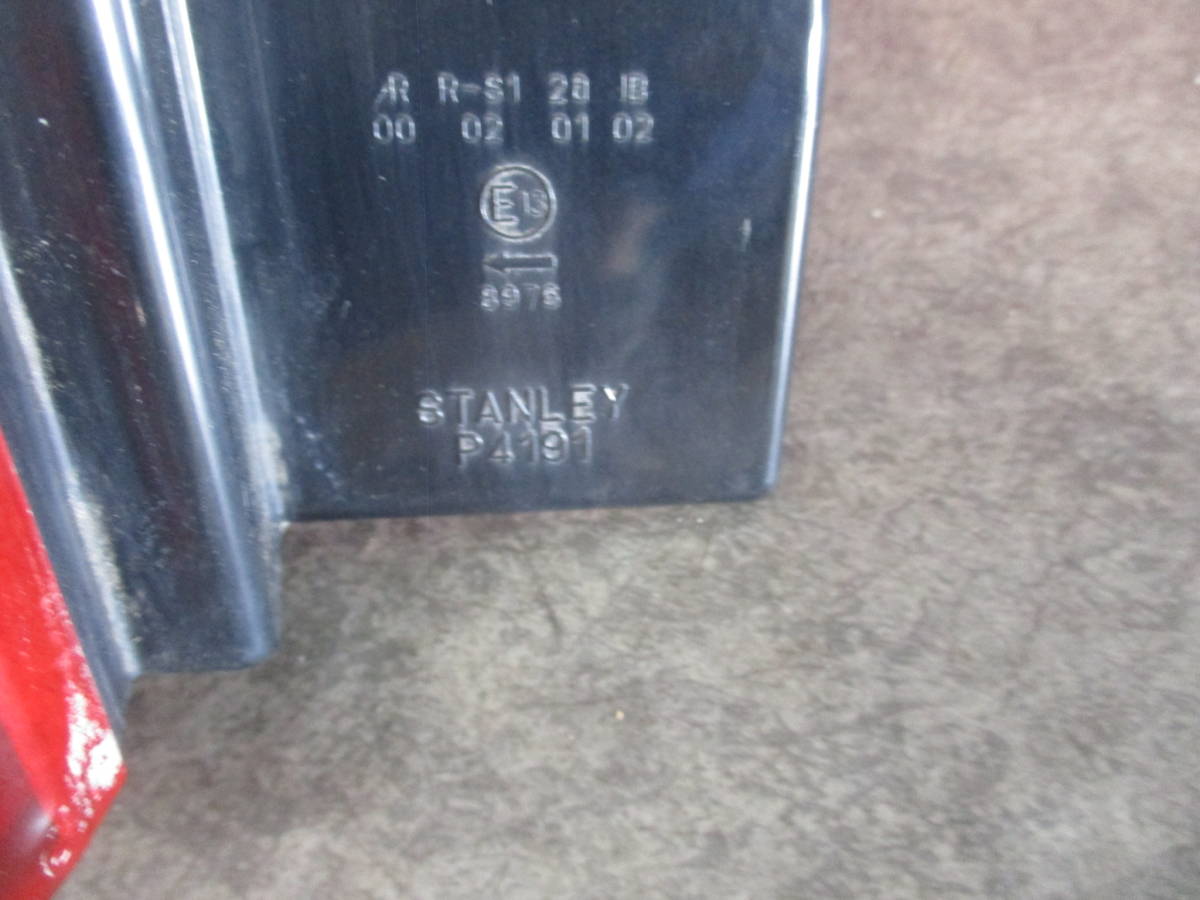 AR R-S1 2a IB
00 02 01 02
E13
8976
STANLEY
P4191